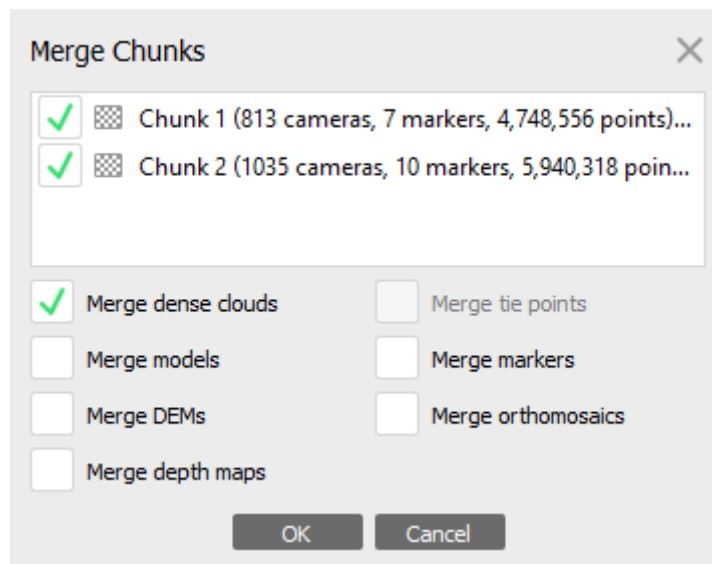 Merge Chunks
Chunk 1 (813 cameras, 7 markers, 4,748,556 points)...
Chunk 2 (1035 cameras, 10 markers, 5,940,318 poin...
Merge dense clouds
Merge tie points
Merge models
Merge markers
Merge DEMs
Merge orthomosaics
Merge depth maps
OK
Cancel